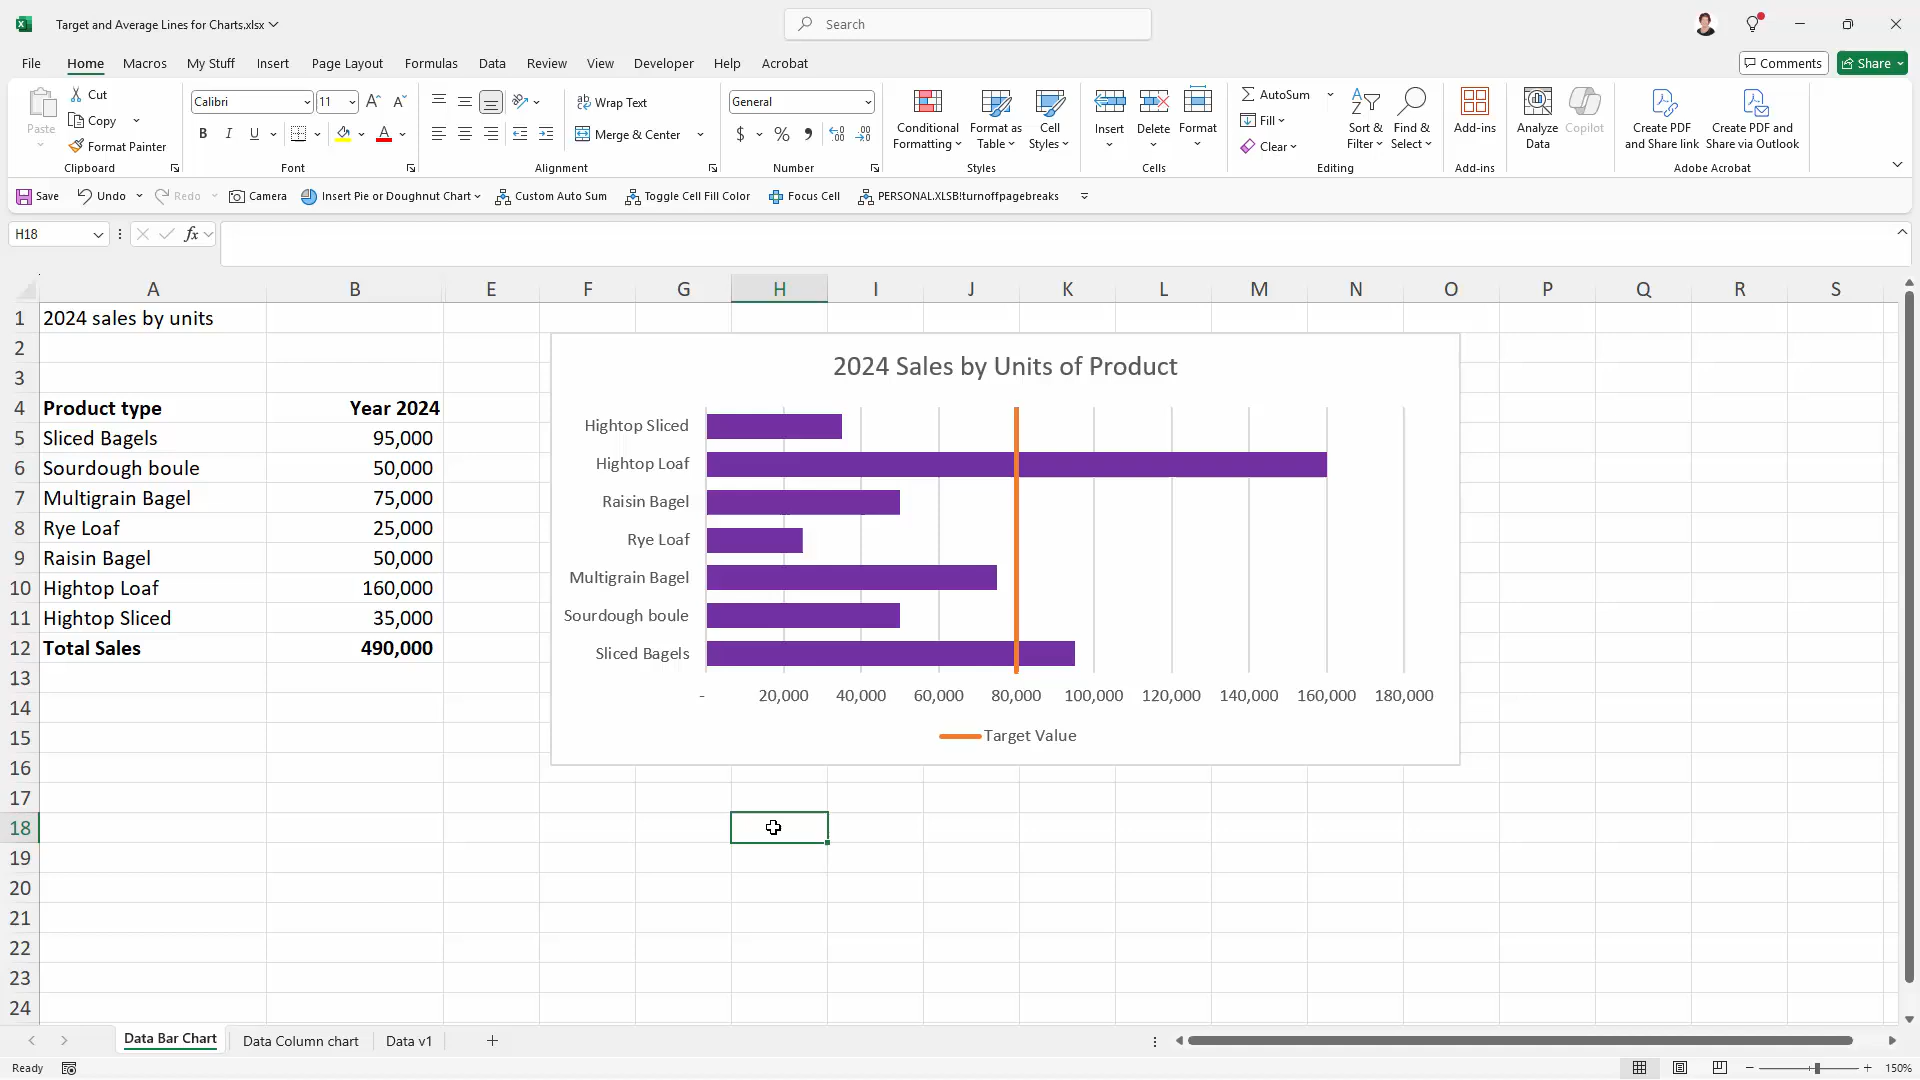 Target and Average Lines for Charts.xlsx
Search
File Home Macros My Stuff Insert Page Layout Formulas Data Review View Developer Help Acrobat
Comments Share
Paste Cut Copy Format Painter
Calibri 11
B I U A
Wrap Text
Merge & Center
General
$ %
Conditional Formatting
Format as Table
Cell Styles
Insert Delete Format
AutoSum Fill Clear
Sort & Filter
Find & Select
Add-ins
Analyze Data
Copilot
Create PDF and Share link
Create PDF and Share via Outlook
Clipboard Font Alignment Number Styles Cells Editing Add-ins Adobe Acrobat
Save Undo Redo Camera Insert Pie or Doughnut Chart Custom Auto Sum Toggle Cell Fill Color Focus Cell PERSONAL.XLSB!turnoffpagebreaks
H18 fx
A B E F G H I J K L M N O P Q R S
1 2024 sales by units
2
3
4 Product type Year 2024
5 Sliced Bagels 95,000
6 Sourdough boule 50,000
7 Multigrain Bagel 75,000
8 Rye Loaf 25,000
9 Raisin Bagel 50,000
10 Hightop Loaf 160,000
11 Hightop Sliced 35,000
12 Total Sales 490,000
13
14
15
16
17
18
19
20
21
22
23
24
2024 Sales by Units of Product
Hightop Sliced
Hightop Loaf
Raisin Bagel
Rye Loaf
Multigrain Bagel
Sourdough boule
Sliced Bagels
- 20,000 40,000 60,000 80,000 100,000 120,000 140,000 160,000 180,000
Target Value
Data Bar Chart Data Column chart Data v1
Ready
150%